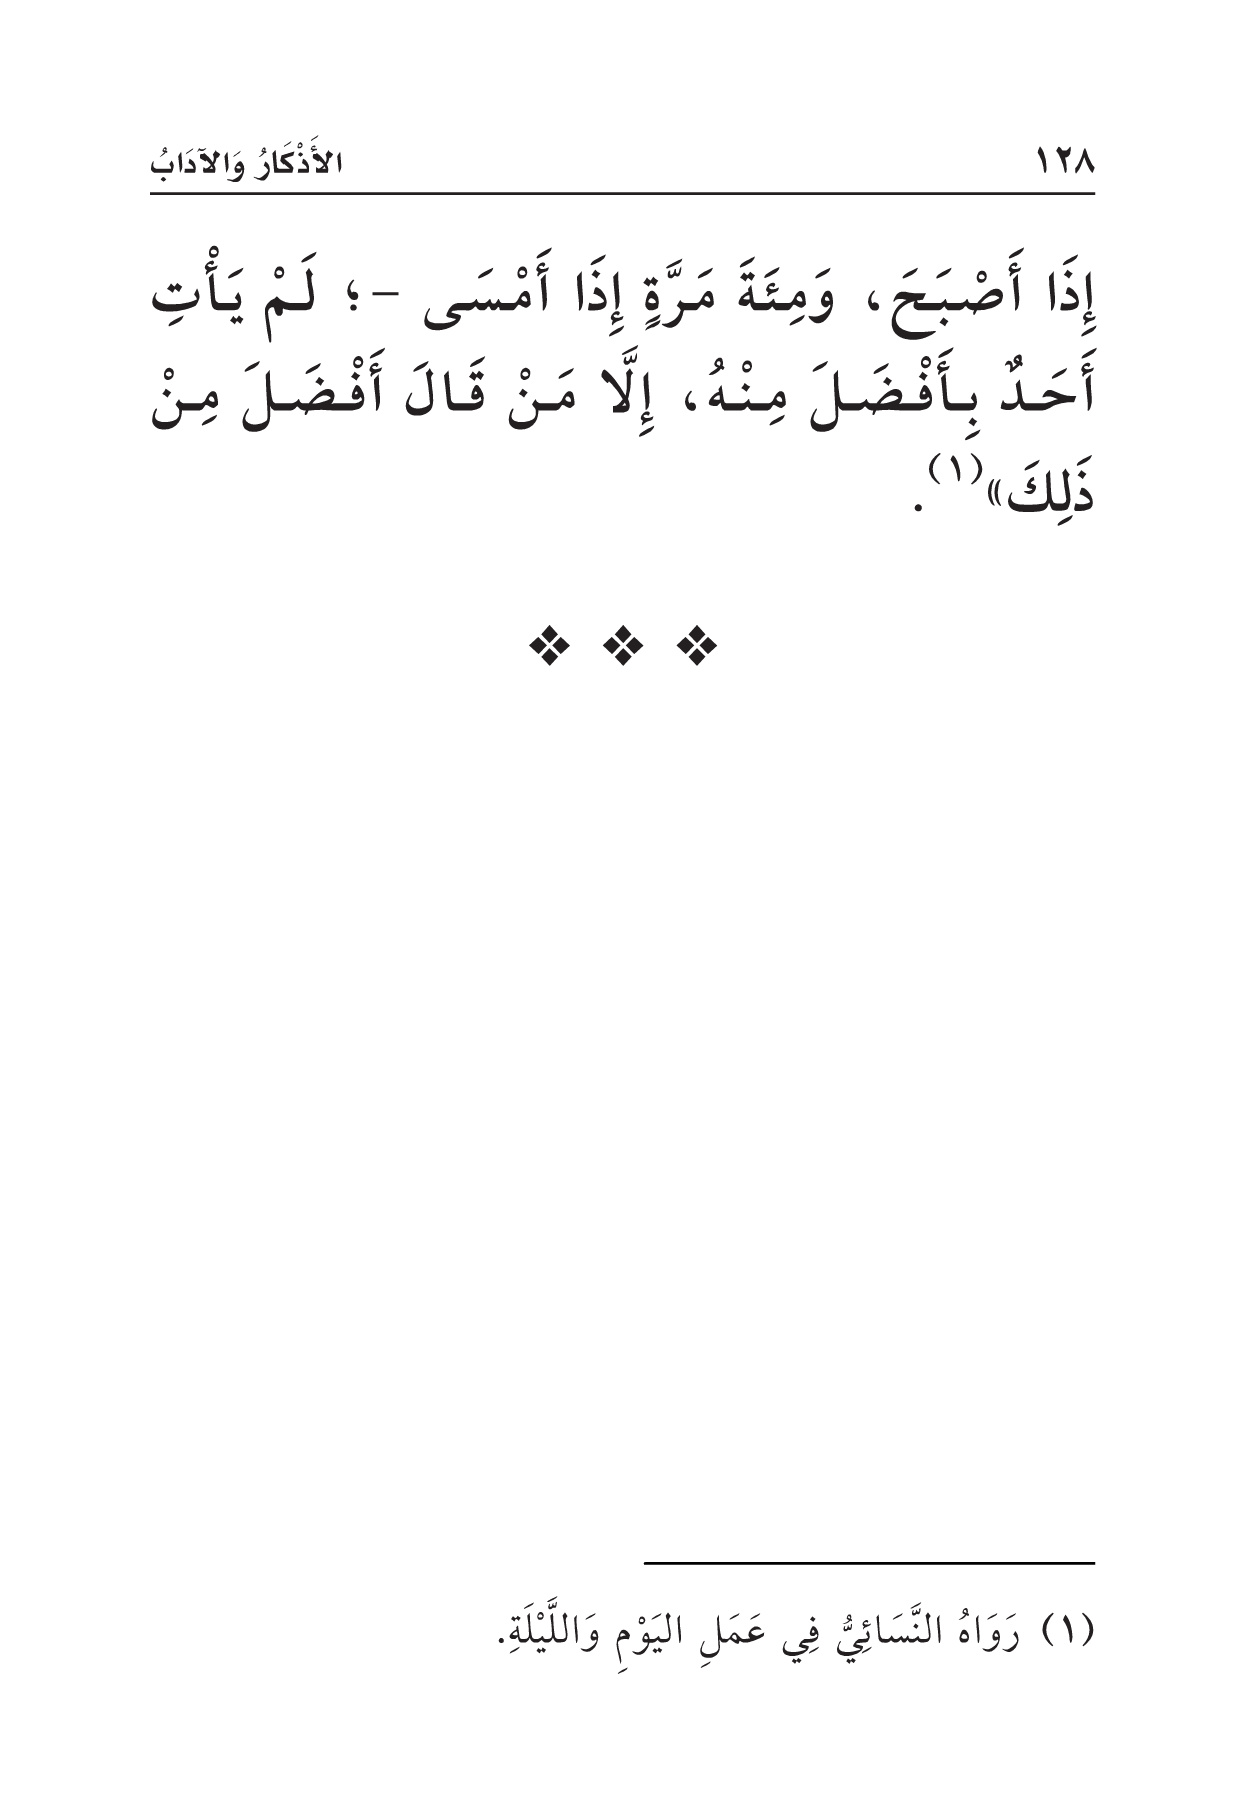 ١٢٨ الأَذْكَارُ وَالآدَابُ
إِذَا أَصْبَحَ، وَمِئَةَ مَرَّةٍ إِذَا أَمْسَى -؛ لَمْ يَأْتِ
أَحَدٌ بِأَفْضَلَ مِنْهُ، إِلَّا مَنْ قَالَ أَفْضَلَ مِنْ
ذَلِكَ»(١).
(١) رَوَاهُ النَّسَائِيُّ فِي عَمَلِ اليَوْمِ وَاللَّيْلَةِ.